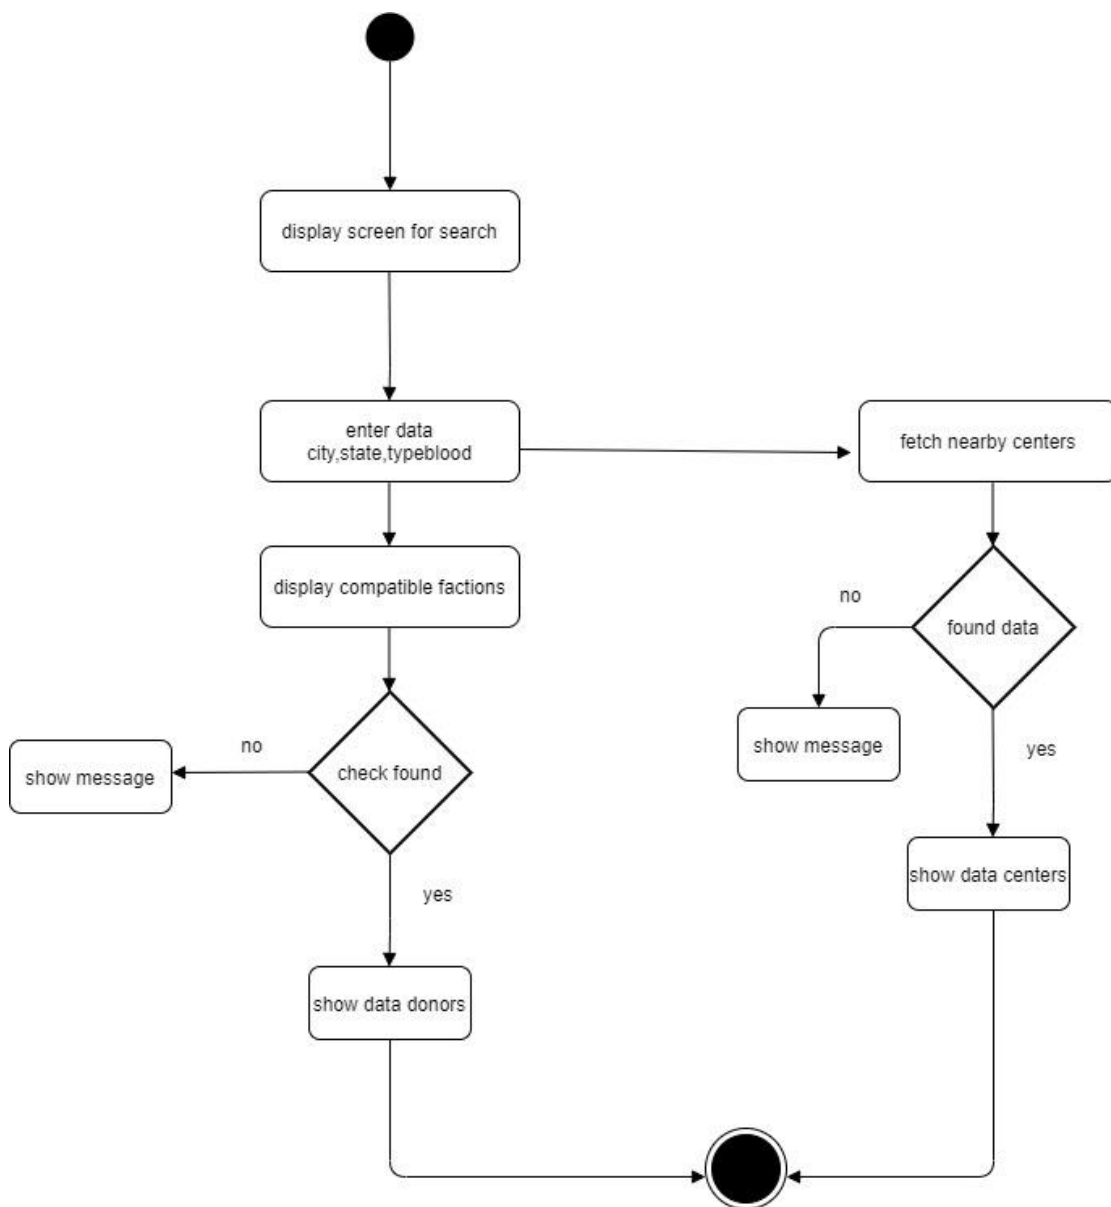 display screen for search
enter data
city,state,typeblood
fetch nearby centers
display compatible factions
no
found data
show message
yes
no
show message
check found
show data centers
yes
show data donors